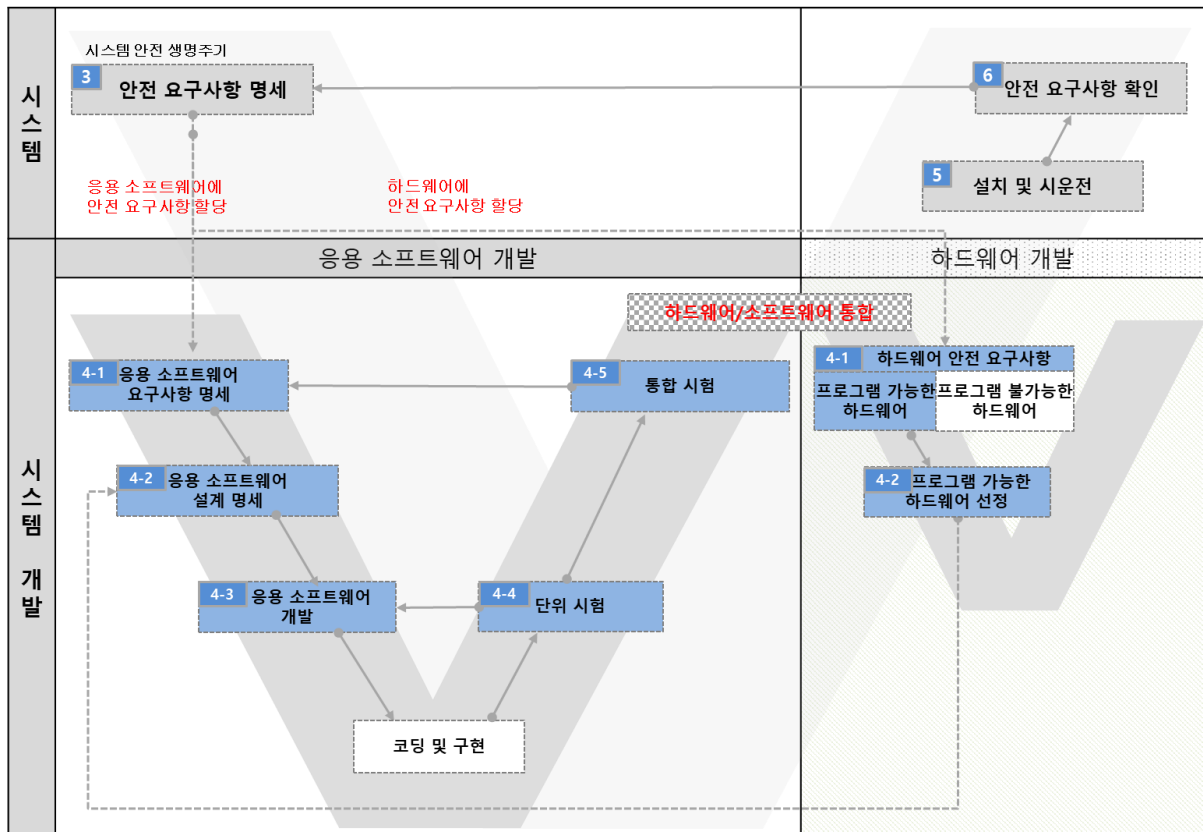 시스템
시스템 안전 생명주기
3
안전 요구사항 명세
6
안전 요구사항 확인
5
설치 및 시운전
응용 소프트웨어에
안전 요구사항 할당
하드웨어에
안전요구사항 할당
시스템 개발
응용 소프트웨어 개발
하드웨어 개발
하드웨어/소프트웨어 통합
4-1
응용 소프트웨어
요구사항 명세
4-5
통합 시험
4-1
하드웨어 안전 요구사항
프로그램 가능한
하드웨어
프로그램 불가능한
하드웨어
4-2
응용 소프트웨어
설계 명세
4-2
프로그램 가능한
하드웨어 선정
4-3
응용 소프트웨어
개발
4-4
단위 시험
코딩 및 구현